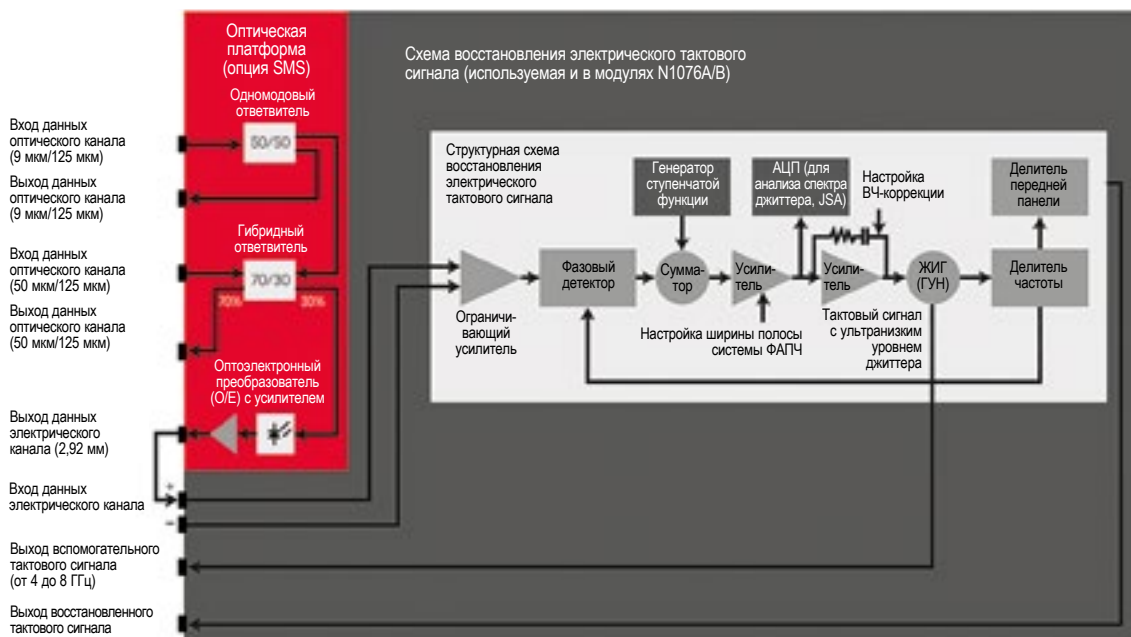 Оптическая
платформа
(опция SMS)
Схема восстановления электрического тактового
сигнала (используемая и в модулях N1076A/B)
Одномодовый
ответвитель
50/50
Вход данных
оптического канала
(9 мкм/125 мкм)
Выход данных
оптического канала
(9 мкм/125 мкм)
Гибридный
ответвитель
70/30
70%
30%
Вход данных
оптического канала
(50 мкм/125 мкм)
Выход данных
оптического канала
(50 мкм/125 мкм)
Оптоэлектронный
преобразователь
(O/E) с усилителем
Выход данных
электрического
канала (2,92 мм)
Вход данных
электрического канала
+
–
Выход вспомогательного
тактового сигнала
(от 4 до 8 ГГц)
Выход восстановленного
тактового сигнала
Структурная схема
восстановления
электрического
тактового сигнала
Генератор
ступенчатой
функции
АЦП (для
анализа спектра
джиттера, JSA)
Настройка
ВЧ-коррекции
Делитель
передней
панели
Ограничи-
вающий
усилитель
Фазовый
детектор
Сумма-
тор
Усили-
тель
Усили-
тель
ЖИГ
(ГУН)
Делитель
частоты
Настройка ширины полосы
системы ФАПЧ
Тактовый сигнал
с ультранизким
уровнем
джиттера